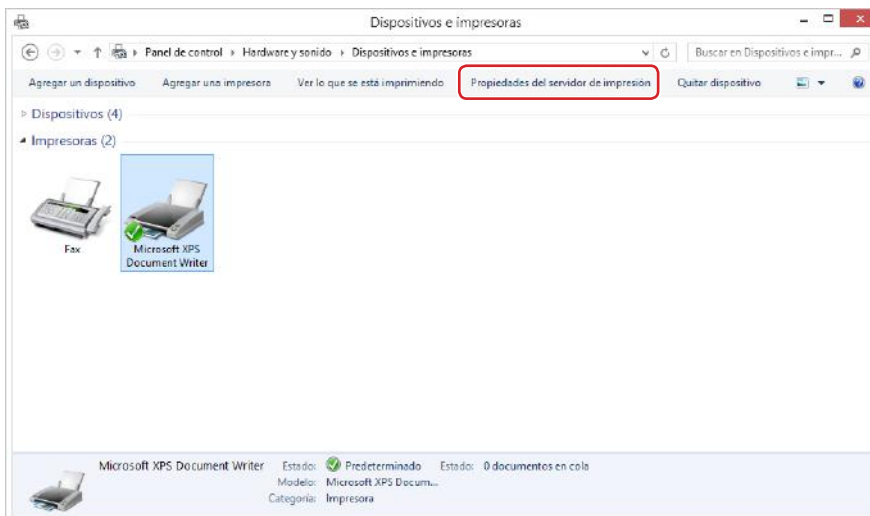 Dispositivos e impresoras
Panel de control Hardware y sonido Dispositivos e impresoras Buscar en Dispositivos e impr...
Agregar un dispositivo Agregar una impresora Ver lo que se está imprimiendo Propiedades del servidor de impresión Quitar dispositivo
Dispositivos (4)
Impresoras (2)
Fax
Microsoft XPS
Document Writer
Microsoft XPS Document Writer Estado: Predeterminado Estado: 0 documentos en cola
Modelo: Microsoft XPS Docum...
Categoría: Impresora